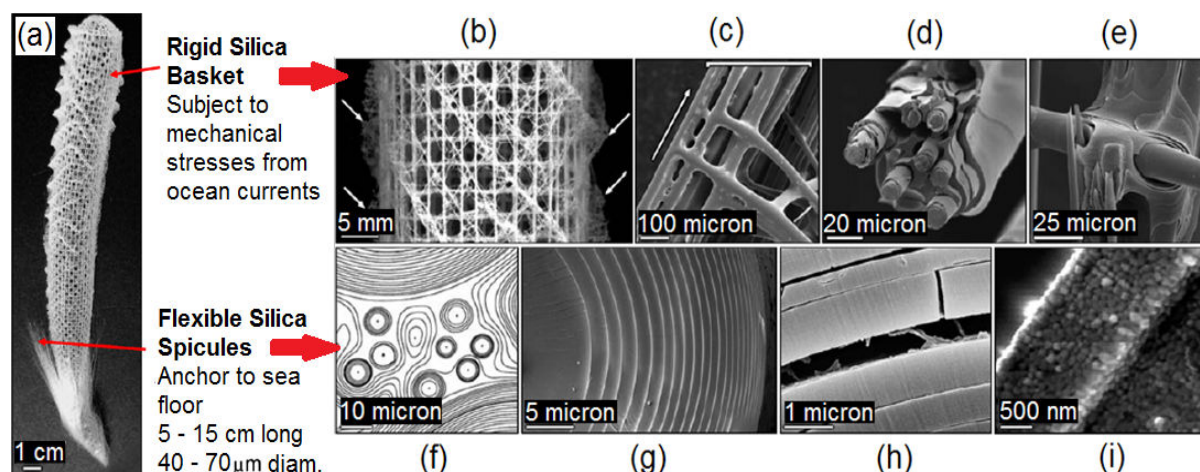 (a)
Rigid Silica
Basket
Subject to
mechanical
stresses from
ocean currents
Flexible Silica
Spicules
Anchor to sea
floor
5 - 15 cm long
40 - 70μm diam.
1 cm
(b)
(c)
(d)
(e)
5 mm
100 micron
20 micron
25 micron
10 micron
5 micron
1 micron
500 nm
(f)
(g)
(h)
(i)